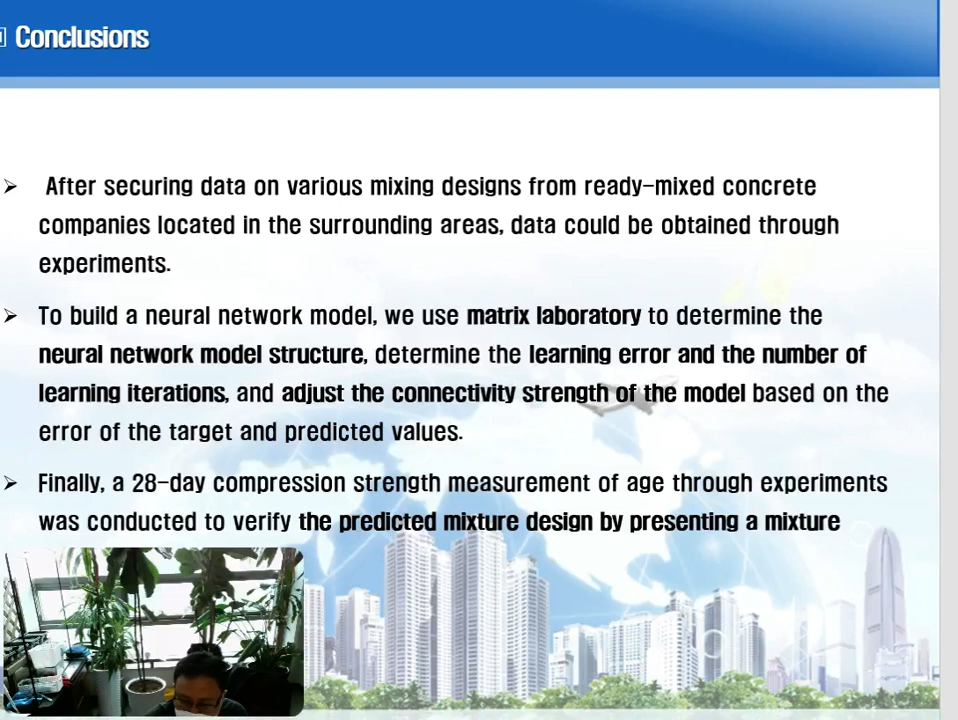 Conclusions
➢ After securing data on various mixing designs from ready-mixed concrete
companies located in the surrounding areas, data could be obtained through
experiments.
➢ To build a neural network model, we use matrix laboratory to determine the
neural network model structure, determine the learning error and the number of
learning iterations, and adjust the connectivity strength of the model based on the
error of the target and predicted values.
➢ Finally, a 28-day compression strength measurement of age through experiments
was conducted to verify the predicted mixture design by presenting a mixture